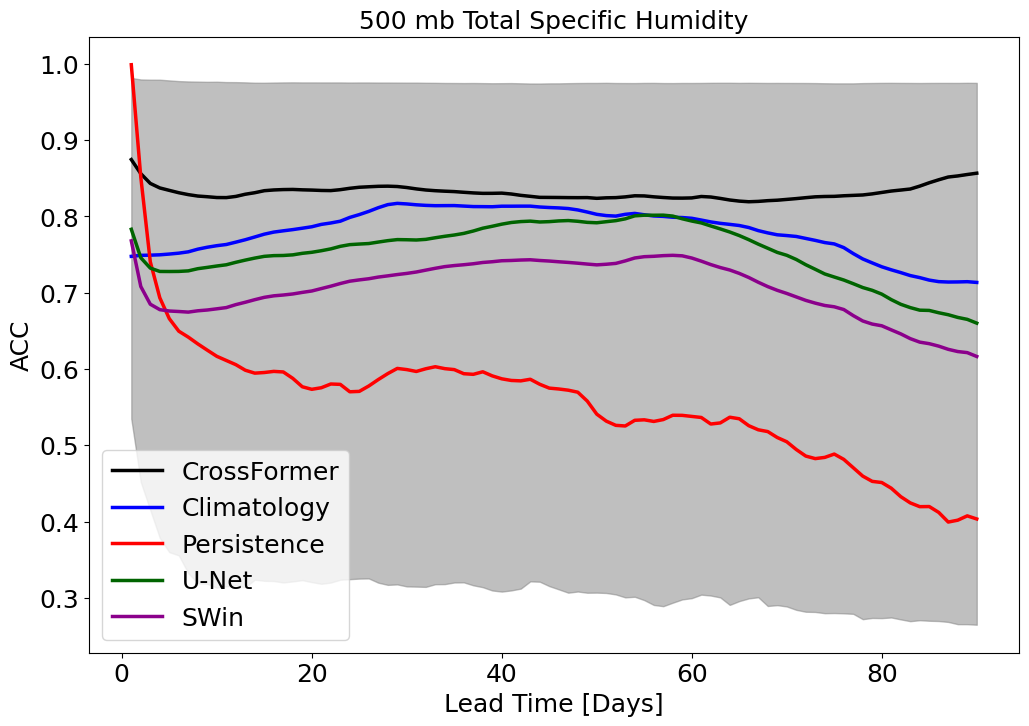 500 mb Total Specific Humidity
ACC
1.0
0.9
0.8
0.7
0.6
0.5
0.4
0.3
CrossFormer
Climatology
Persistence
U-Net
SWin
0 20 40 60 80
Lead Time [Days]